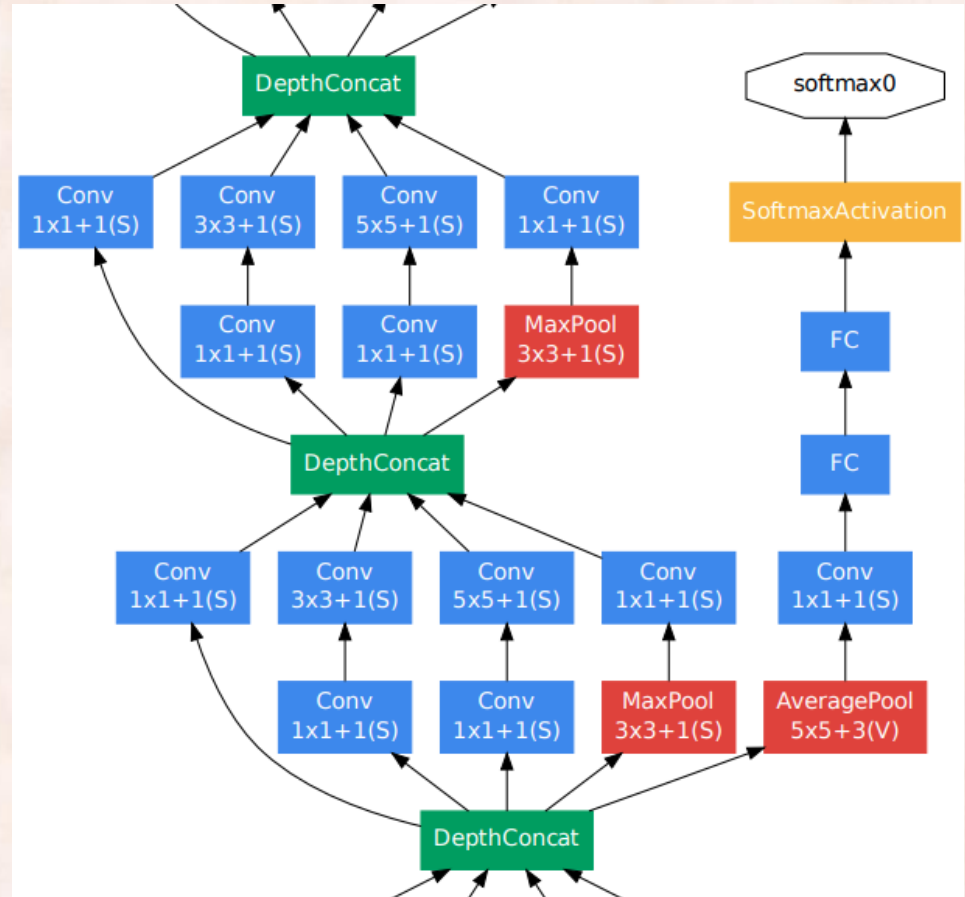 DepthConcat
softmax0
Conv
1x1+1(S)
Conv
3x3+1(S)
Conv
5x5+1(S)
Conv
1x1+1(S)
SoftmaxActivation
Conv
1x1+1(S)
Conv
1x1+1(S)
MaxPool
3x3+1(S)
FC
DepthConcat
FC
Conv
1x1+1(S)
Conv
3x3+1(S)
Conv
5x5+1(S)
Conv
1x1+1(S)
Conv
1x1+1(S)
Conv
1x1+1(S)
Conv
1x1+1(S)
MaxPool
3x3+1(S)
AveragePool
5x5+3(V)
DepthConcat